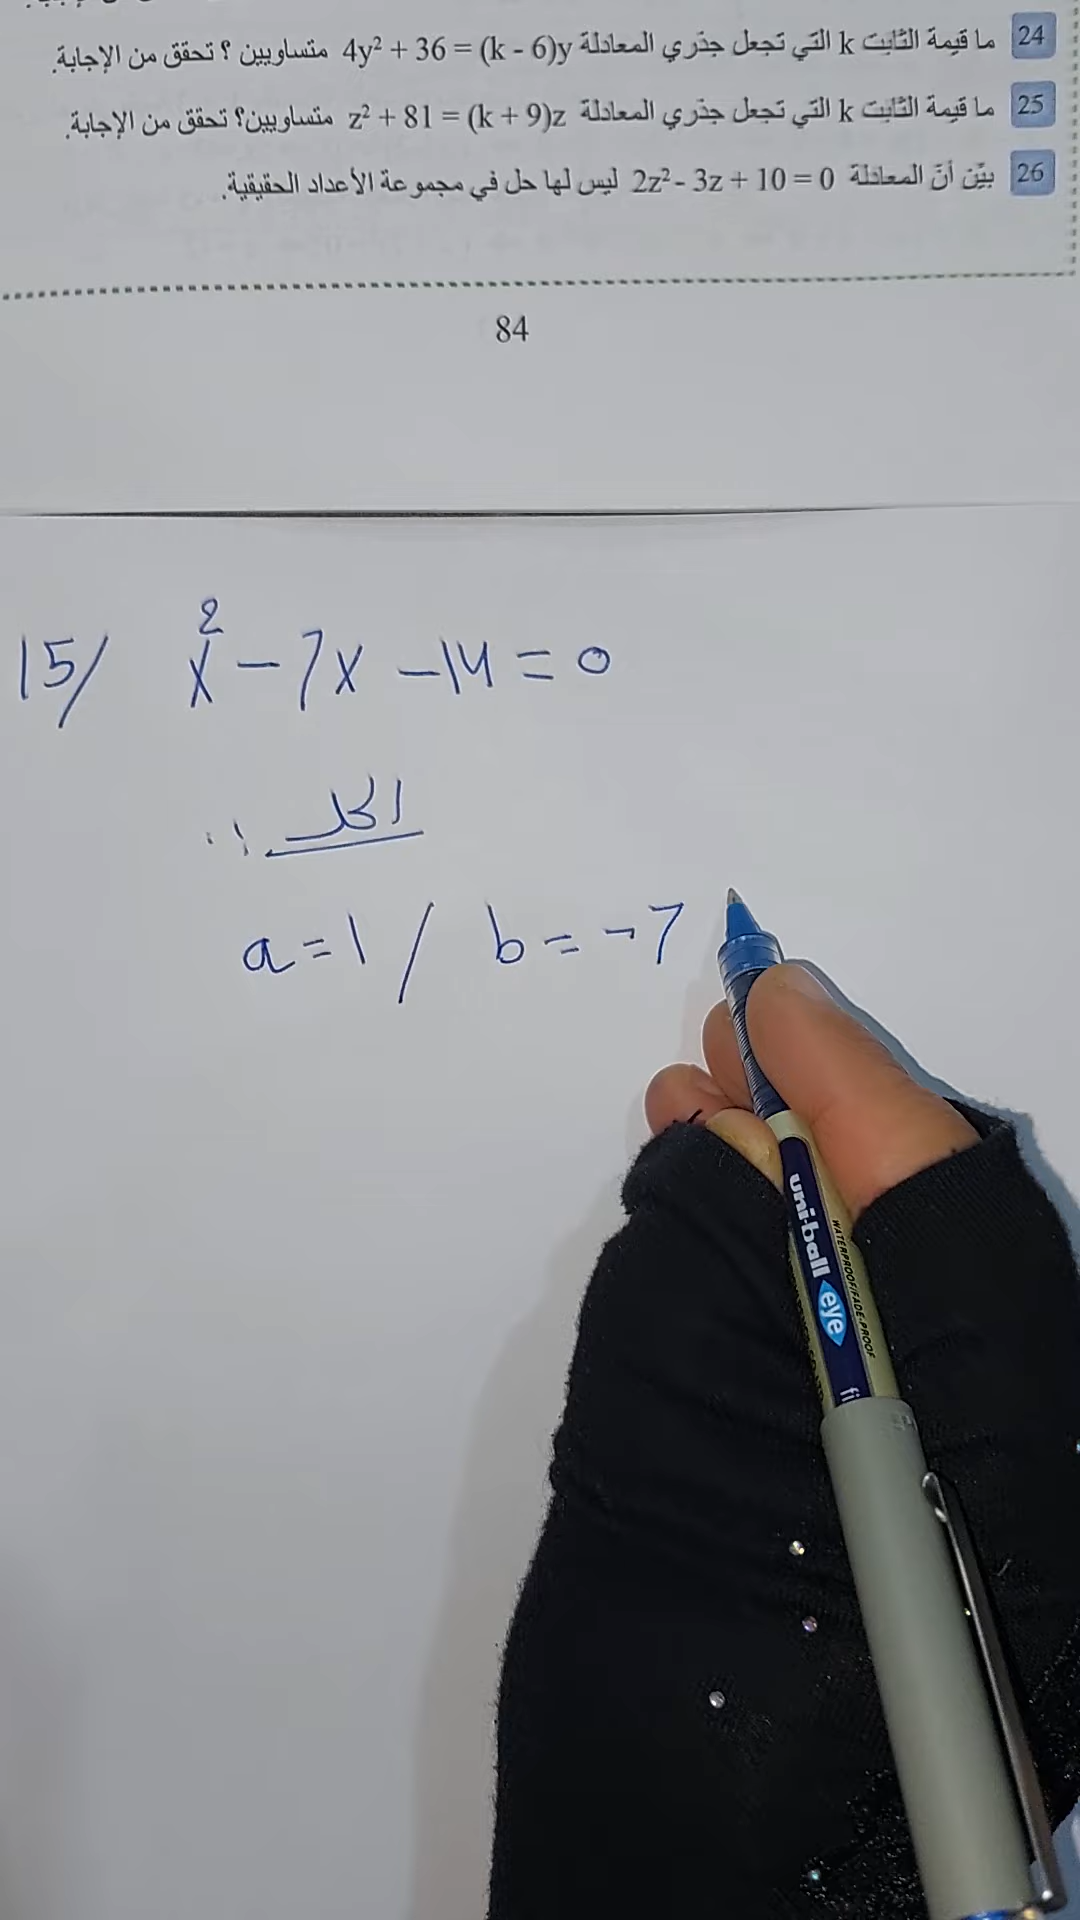 24 ما قيمة الثابت k التي تجعل جذري المعادلة 4y² + 36 = (k - 6)y متساويين ؟ تحقق من الإجابة.
25 ما قيمة الثابت k التي تجعل جذري المعادلة z² + 81 = (k + 9)z متساويين؟ تحقق من الإجابة.
26 بيّن أنّ المعادلة 2z² - 3z + 10 = 0 ليس لها حل في مجموعة الأعداد الحقيقية.
84
15/ x² - 7x - 14 = 0
الحل
a = 1 / b = -7
uni-ball eye
WATERPROOF/FADE-PROOF
fi